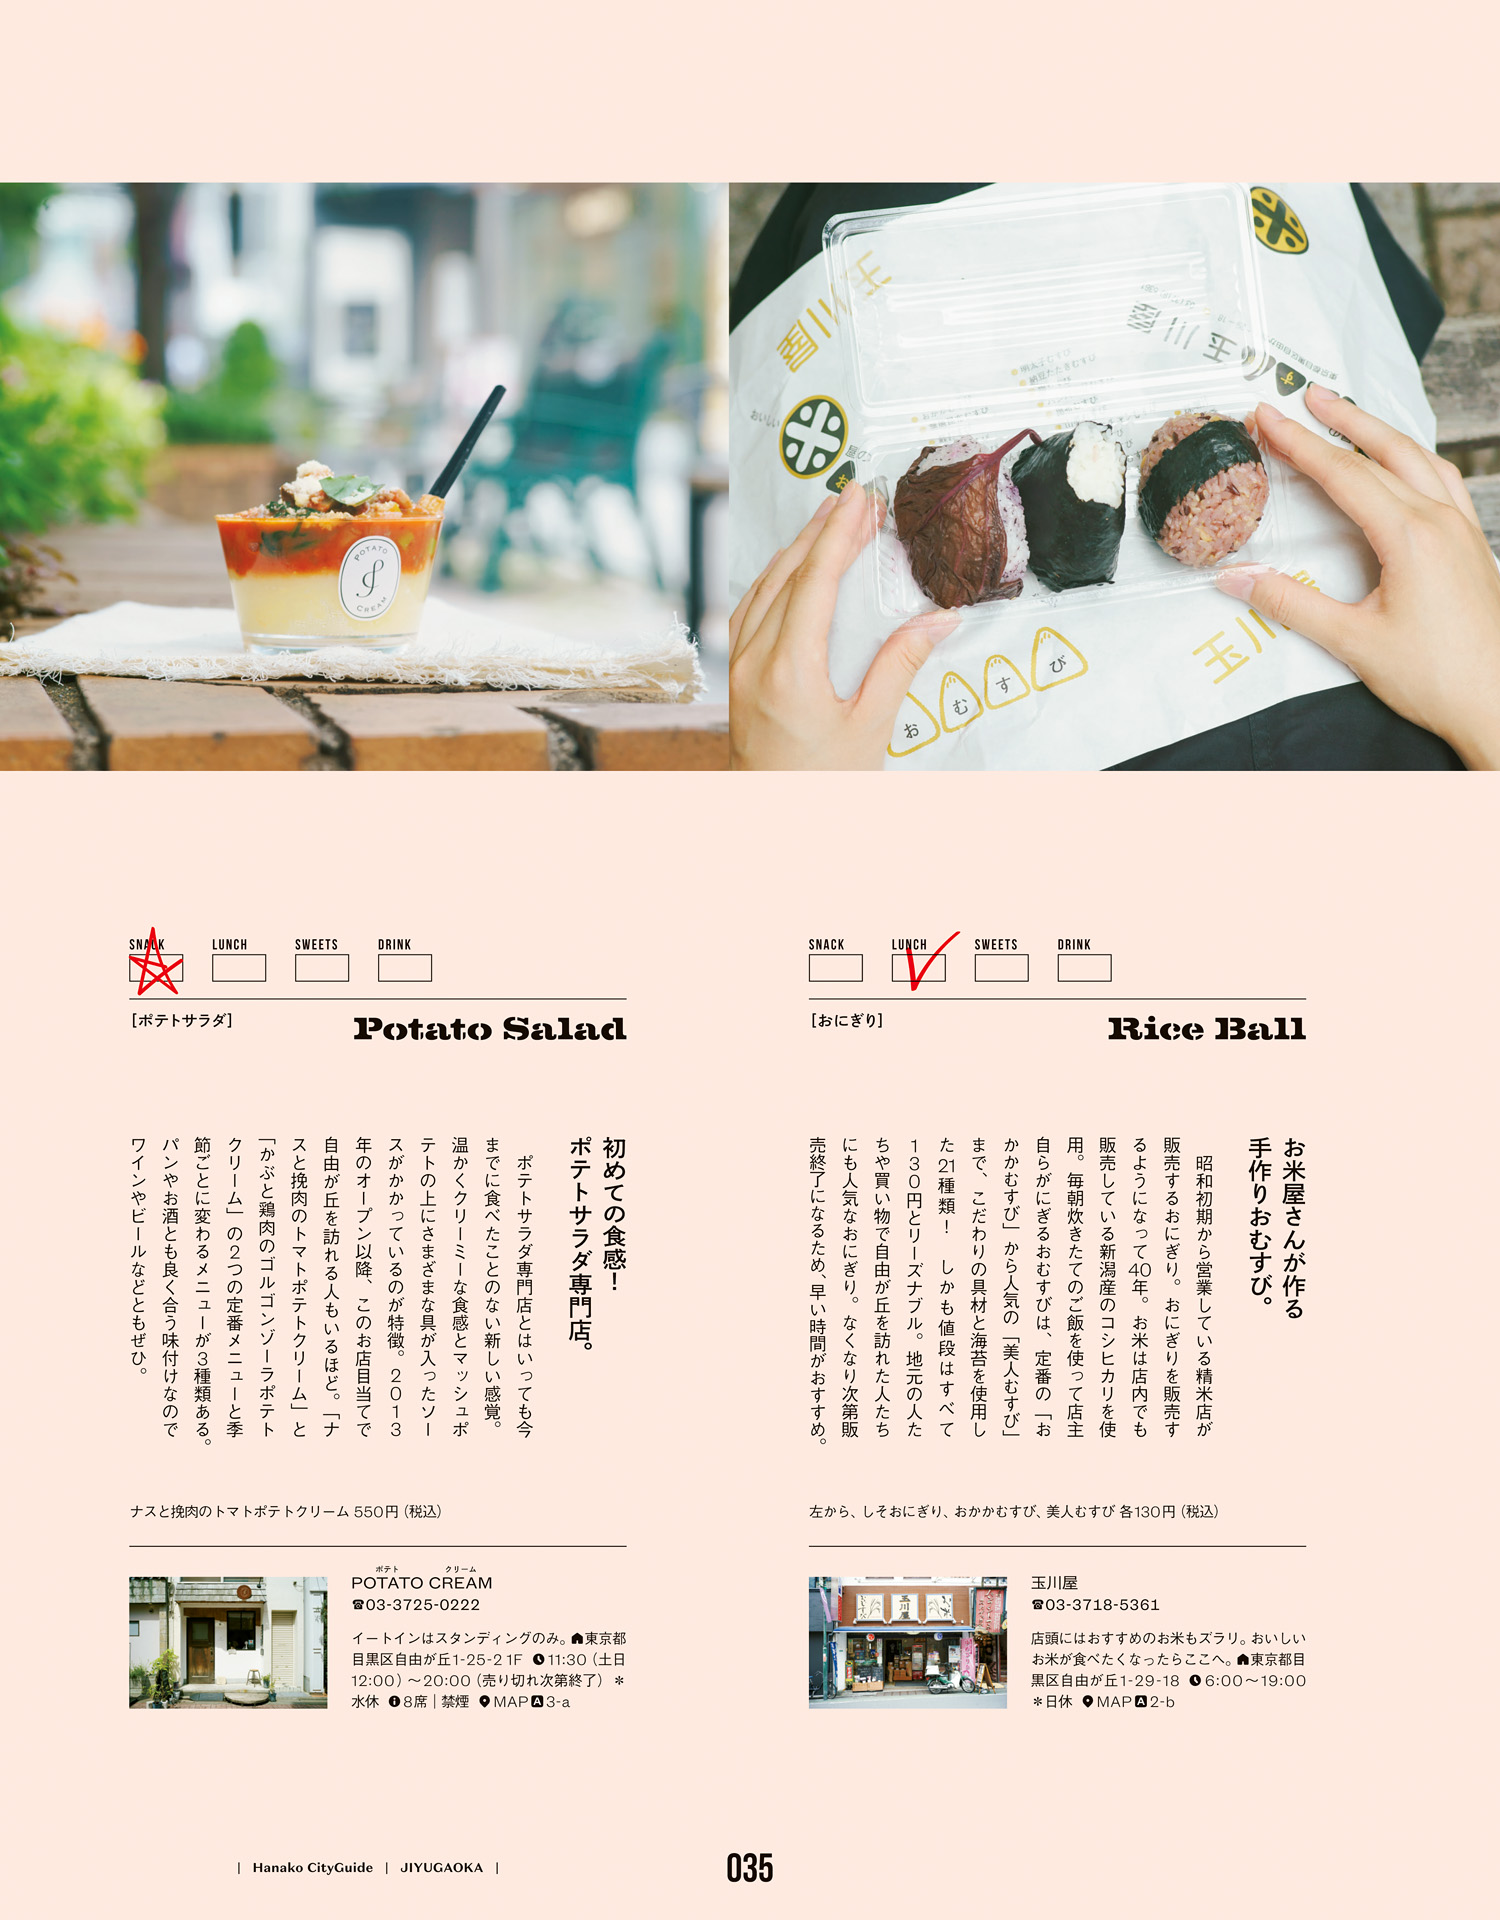 玉川屋
玉川屋
玉川
お
む
す
び
POTATO
CREAM
SNACK
LUNCH
SWEETS
DRINK
[ポテトサラダ]
Potato Salad
初めての食感！
ポテトサラダ専門店。
ポテトサラダ専門店とはいっても今
までに食べたことのない新しい感覚。
温かくクリーミーな食感とマッシュポ
テトの上にさまざまな具が入ったソー
スがかかっているのが特徴。2013
年のオープン以降、このお店目当てで
自由が丘を訪れる人もいるほど。「ナ
スと挽肉のトマトポテトクリーム」と
「かぶと鶏肉のゴルゴンゾーラポテト
クリーム」の2つの定番メニューと季
節ごとに変わるメニューが3種類ある。
パンやお酒とも良く合う味付けなので
ワインやビールなどともぜひ。
ナスと挽肉のトマトポテトクリーム 550円（税込）
ポテト クリーム
POTATO CREAM
☎03-3725-0222
イートインはスタンディングのみ。東京都
目黒区自由が丘1-25-2 1F 11:30（土日
12:00）〜20:00（売り切れ次第終了）＊
水休 8席｜禁煙 MAP A 3-a
SNACK
LUNCH
SWEETS
DRINK
[おにぎり]
Rice Ball
お米屋さんが作る
手作りおむすび。
昭和初期から営業している精米店が
販売するおにぎり。おにぎりを販売す
るようになって40年。お米は店内でも
販売している新潟産のコシヒカリを使
用。毎朝炊きたてのご飯を使って店主
自らがにぎるおむすびは、定番の「お
かかむすび」から人気の「美人むすび」
まで、こだわりの具材と海苔を使用し
た21種類！ しかも値段はすべて
130円とリーズナブル。地元の人た
ちや買い物で自由が丘を訪れた人たち
にも人気なおにぎり。なくなり次第販
売終了になるため、早い時間がおすすめ。
左から、しそおにぎり、おかかむすび、美人むすび 各130円（税込）
玉川屋
玉川屋
☎03-3718-5361
店頭にはおすすめのお米もズラリ。おいしい
お米が食べたくなったらここへ。東京都目
黒区自由が丘1-29-18 6:00〜19:00
＊日休 MAP A 2-b
| Hanako CityGuide | JIYUGAOKA |
035